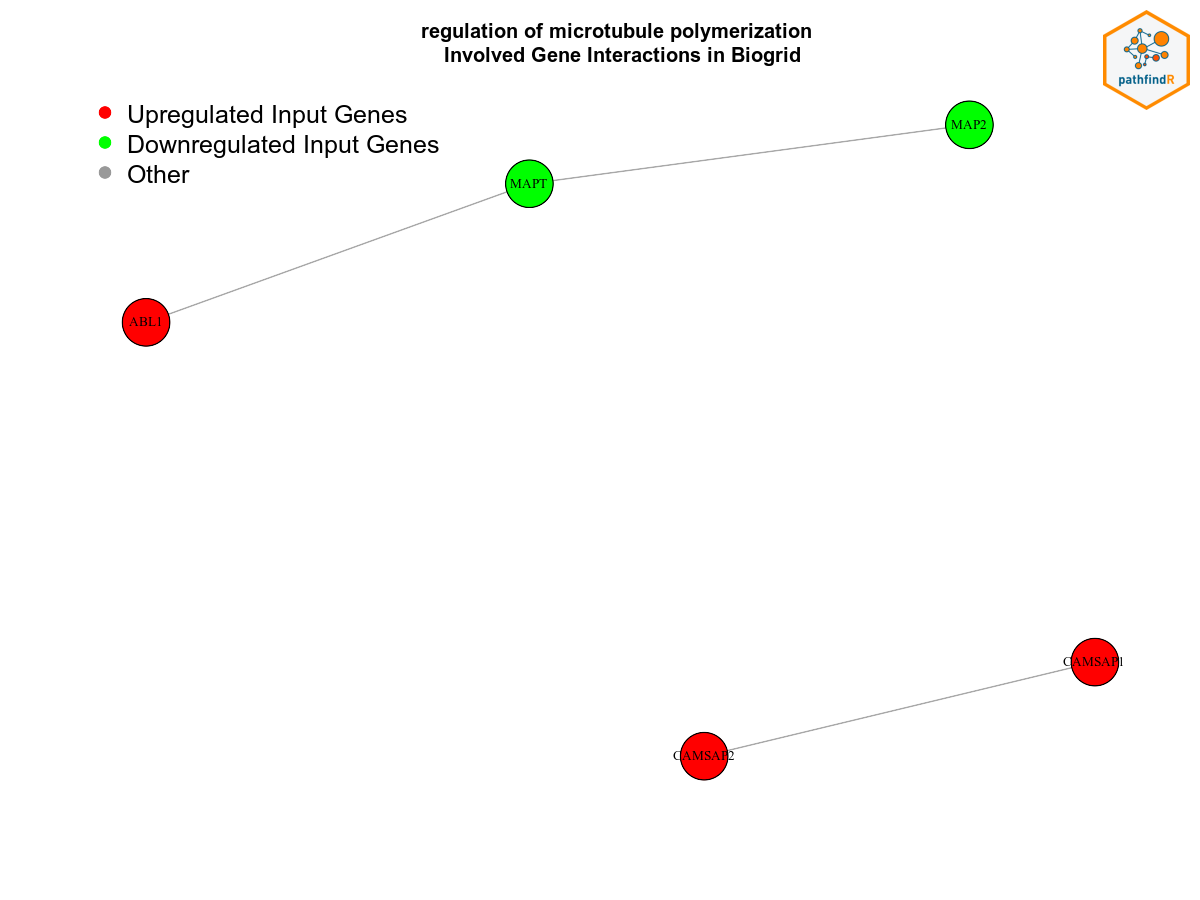 regulation of microtubule polymerization
Involved Gene Interactions in Biogrid
pathfindR
Upregulated Input Genes
Downregulated Input Genes
Other
MAP2
MAPT
ABL1
CAMSAP1
CAMSAP2